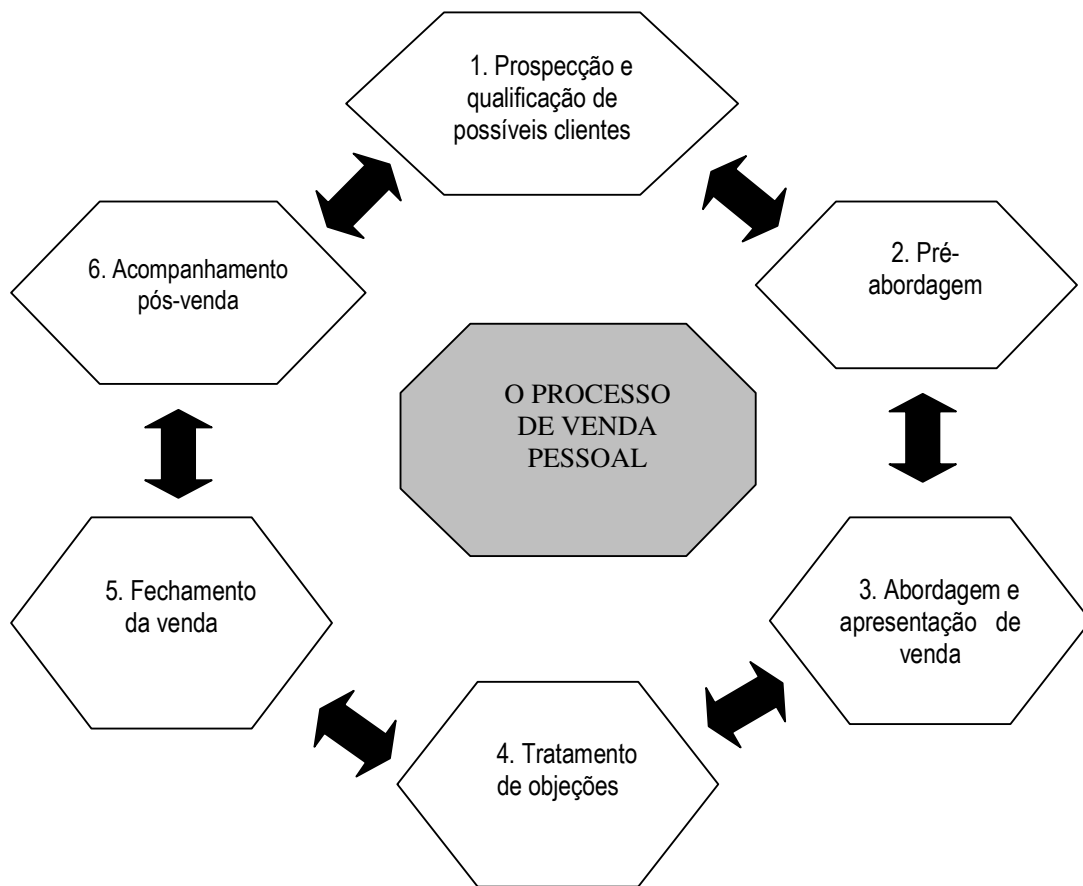 1. Prospecção e
qualificação de
possíveis clientes
2. Pré-
abordagem
3. Abordagem e
apresentação de
venda
4. Tratamento
de objeções
5. Fechamento
da venda
6. Acompanhamento
pós-venda
O PROCESSO
DE VENDA
PESSOAL